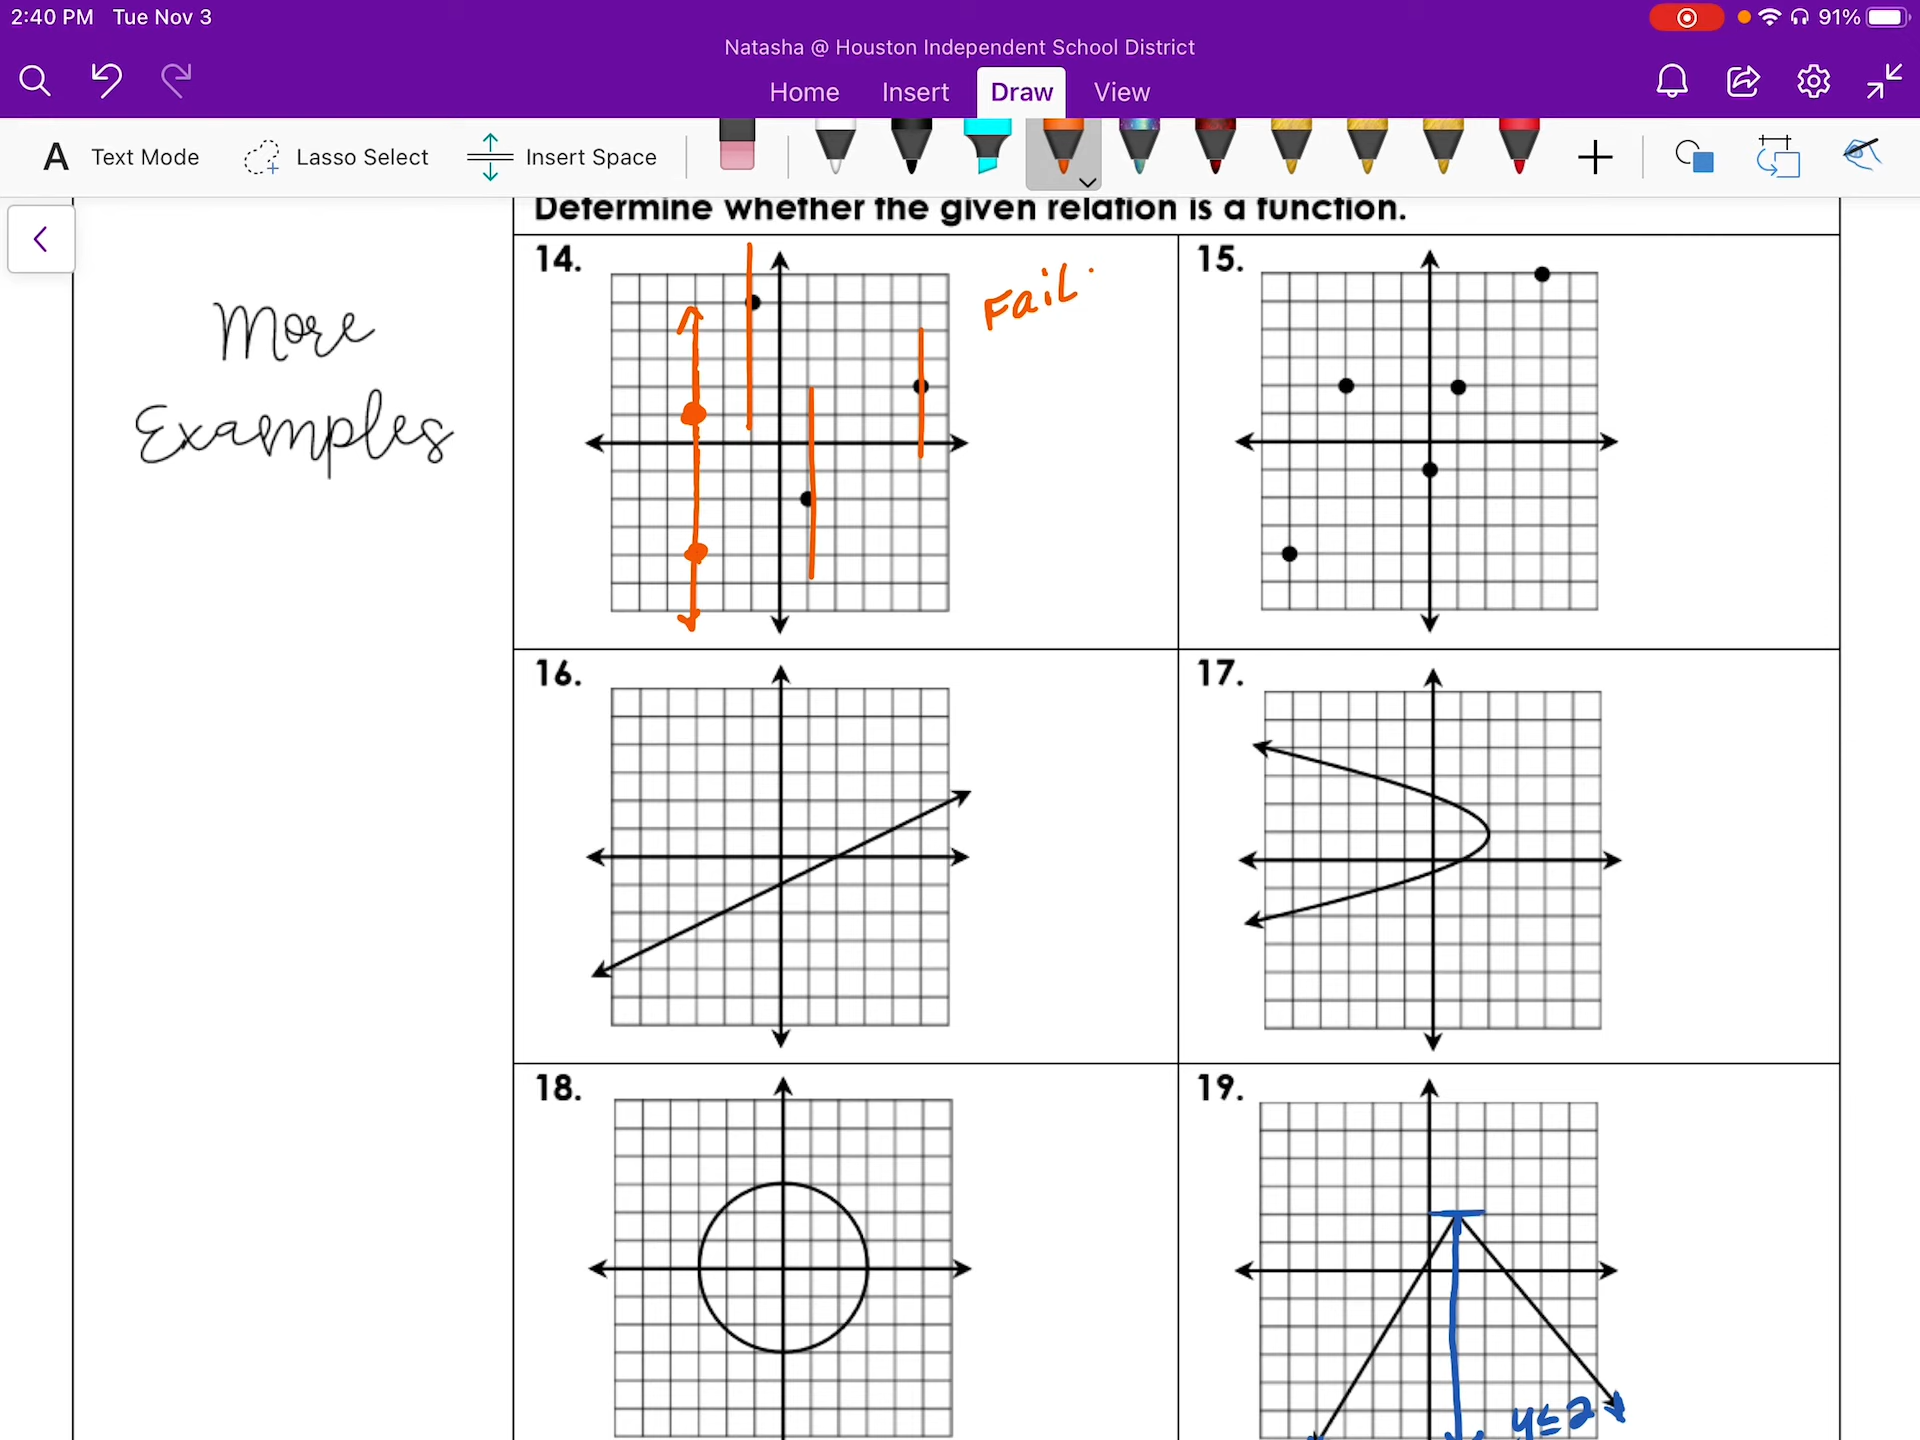 2:40 PM Tue Nov 3
91%
Natasha @ Houston Independent School District
Home Insert Draw View
A Text Mode Lasso Select Insert Space
Determine whether the given relation is a function.
More
Examples
14.
Fail
15.
16.
17.
18.
19.
y≤2